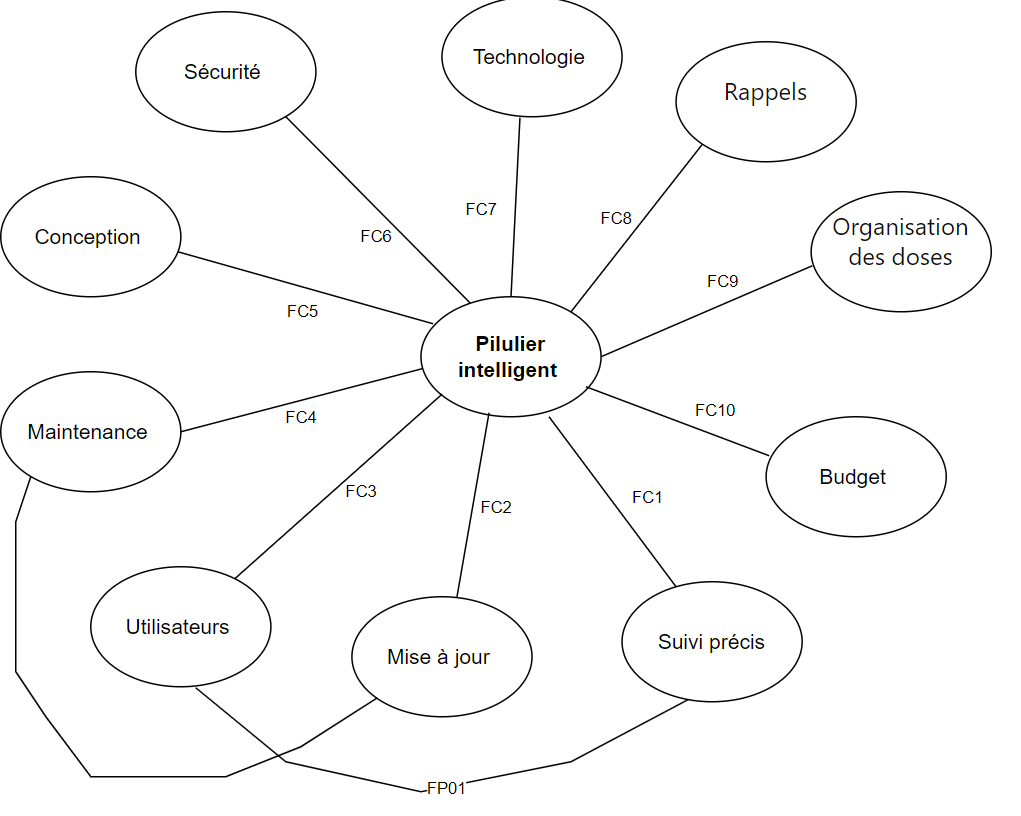 Technologie
Sécurité
Rappels
FC7
FC8
Organisation
des doses
Conception
FC6
FC9
FC5
Pilulier
intelligent
FC4
FC10
Maintenance
Budget
FC3
FC2
FC1
Utilisateurs
Mise à jour
Suivi précis
FP01